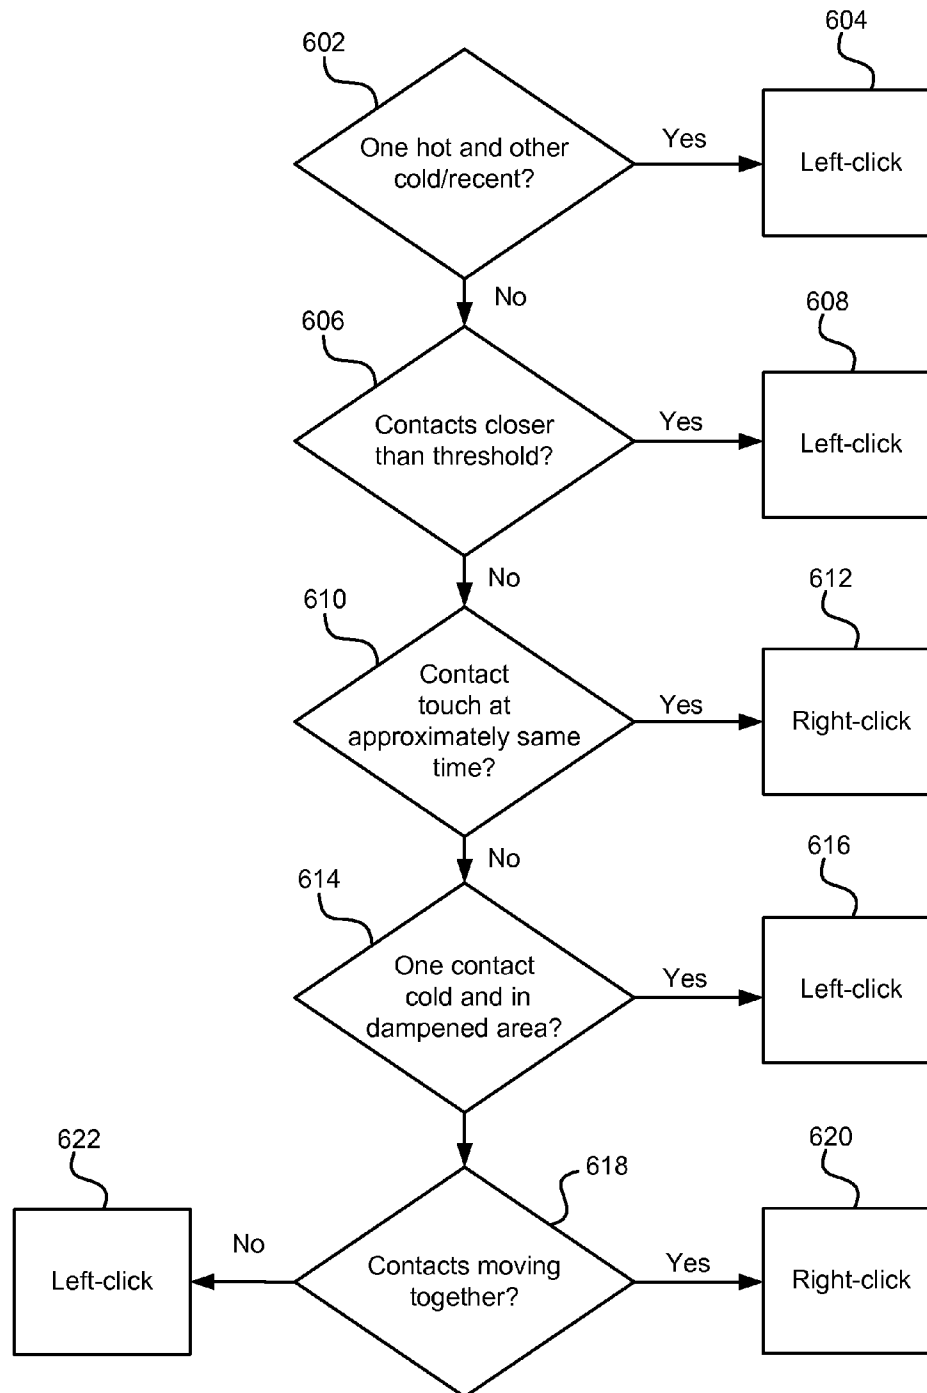 602
604
One hot and other
cold/recent?
Yes
Left-click
No
606
608
Contacts closer
than threshold?
Yes
Left-click
No
610
612
Contact
touch at
approximately same
time?
Yes
Right-click
No
614
616
One contact
cold and in
dampened area?
Yes
Left-click
622
618
620
No
Left-click
Contacts moving
together?
Yes
Right-click